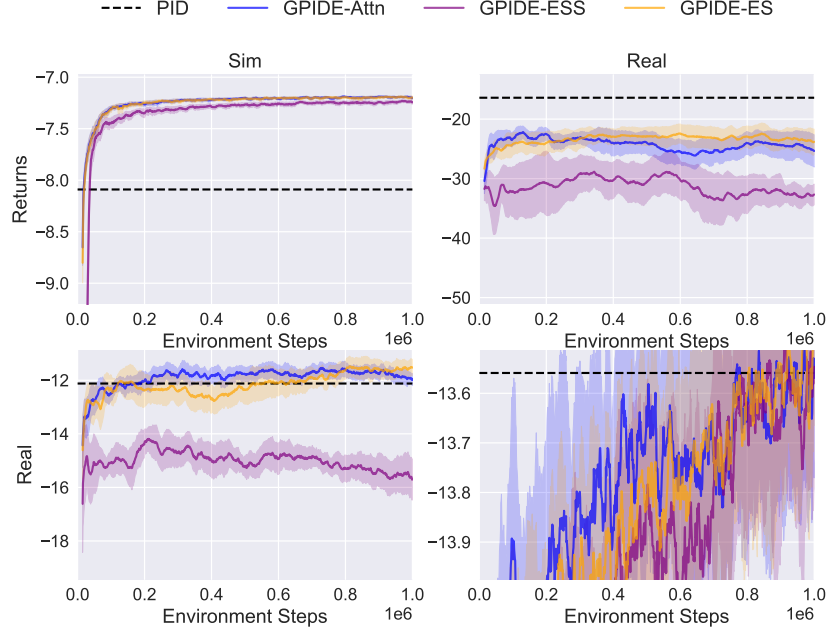 PID GPIDE-Attn GPIDE-ESS GPIDE-ES
Sim Real
Returns
−7.0
−7.5
−8.0
−8.5
−9.0
0.0 0.2 0.4 0.6 0.8 1.0
Environment Steps 1e6
−20
−30
−40
−50
0.0 0.2 0.4 0.6 0.8 1.0
Environment Steps 1e6
Real
−12
−14
−16
−18
0.0 0.2 0.4 0.6 0.8 1.0
Environment Steps 1e6
−13.6
−13.7
−13.8
−13.9
0.0 0.2 0.4 0.6 0.8 1.0
Environment Steps 1e6